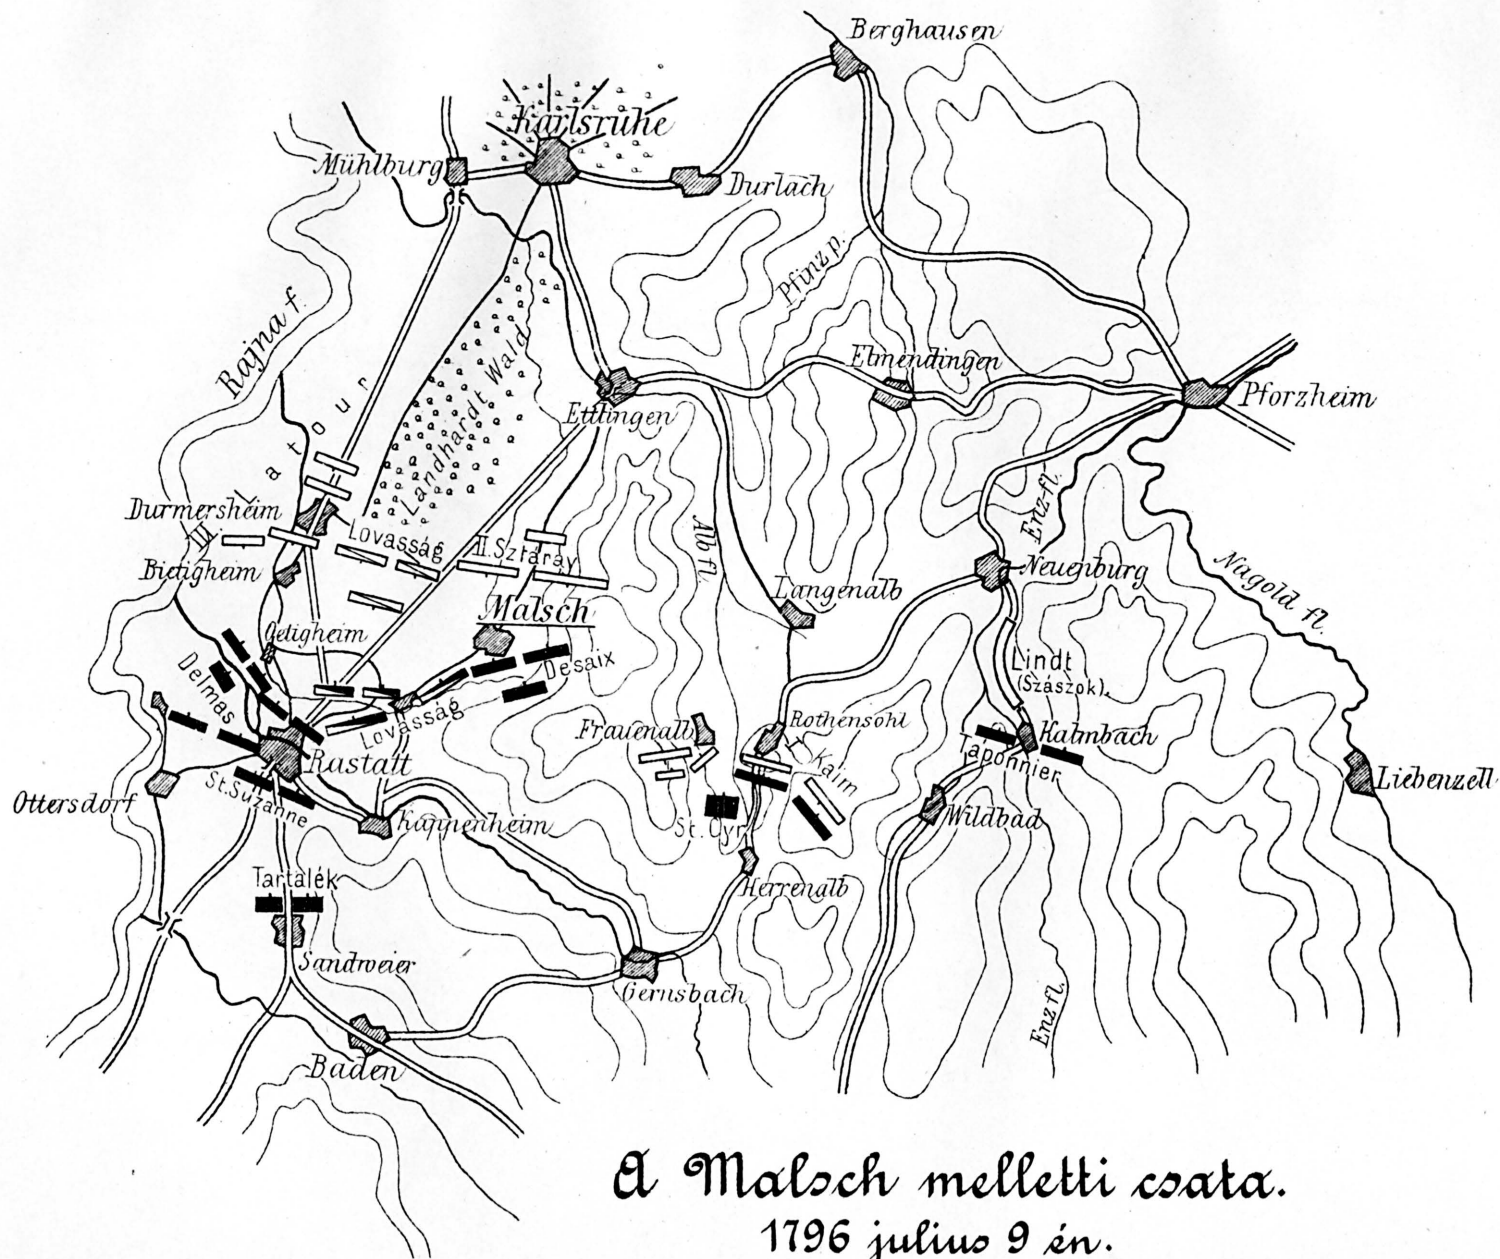 Berghausen
Karlsruhe
Mühlburg
Durlach
Pfinz p.
Rajna f.
Elmendingen
Pforzheim
Ettlingen
Landhardt Wald
Latour
Durmersheim
III.
Lovasság
II. Sztáray
Alb fl.
Enz-fl.
Bietigheim
Langenalb
Neuenburg
Nagold fl.
Malsch
Oetigheim
Delmas
Desaix
Lindt
(Szászok).
Lovasság
Frauenalb
Rothensohl
I. Kaim
Kalmbach
Taponnier
Rastatt
St. Suzanne
Ottersdorf
St. Cyr
Liebenzell
Kuppenheim
Wildbad
Tartalék
Herrenalb
Sandweier
Gernsbach
Enz fl.
Baden
A Malsch melletti csata.
1796 julius 9 én.